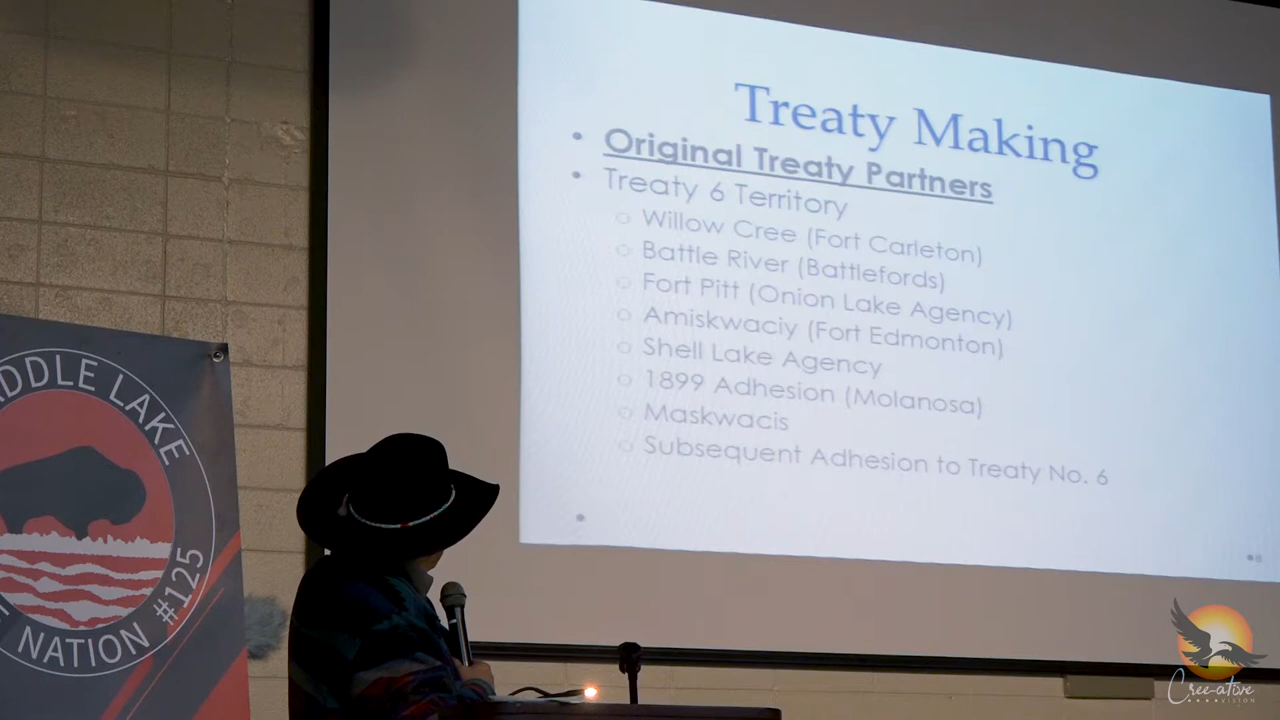 Treaty Making
• Original Treaty Partners
• Treaty 6 Territory
○ Willow Cree (Fort Carleton)
○ Battle River (Battlefords)
○ Fort Pitt (Onion Lake Agency)
○ Amiskwaciy (Fort Edmonton)
○ Shell Lake Agency
○ 1899 Adhesion (Molanosa)
○ Maskwacis
○ Subsequent Adhesion to Treaty No. 6
DDLE LAKE
NATION #125
Cree-ative
VISION